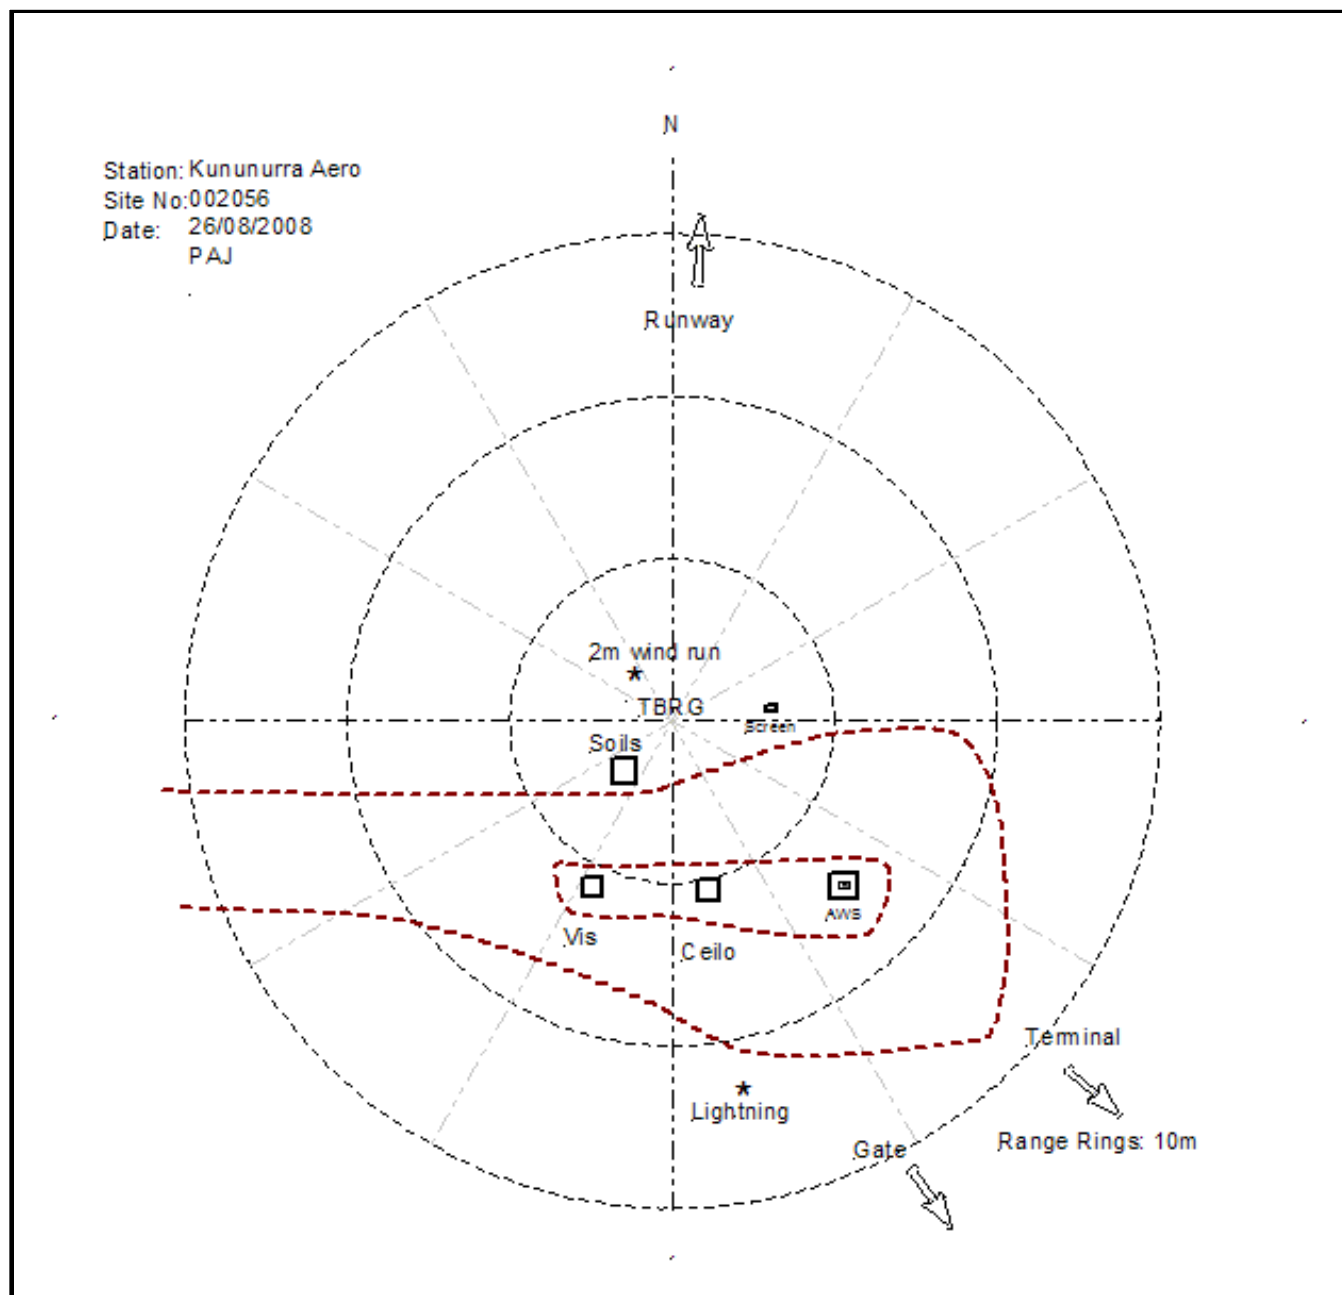 N
Station: Kununurra Aero
Site No:002056
Date: 26/08/2008
PAJ
Runway
2m wind run
TBRG
Screen
Soils
AWS
Vis
Ceilo
Terminal
Lightning
Range Rings: 10m
Gate